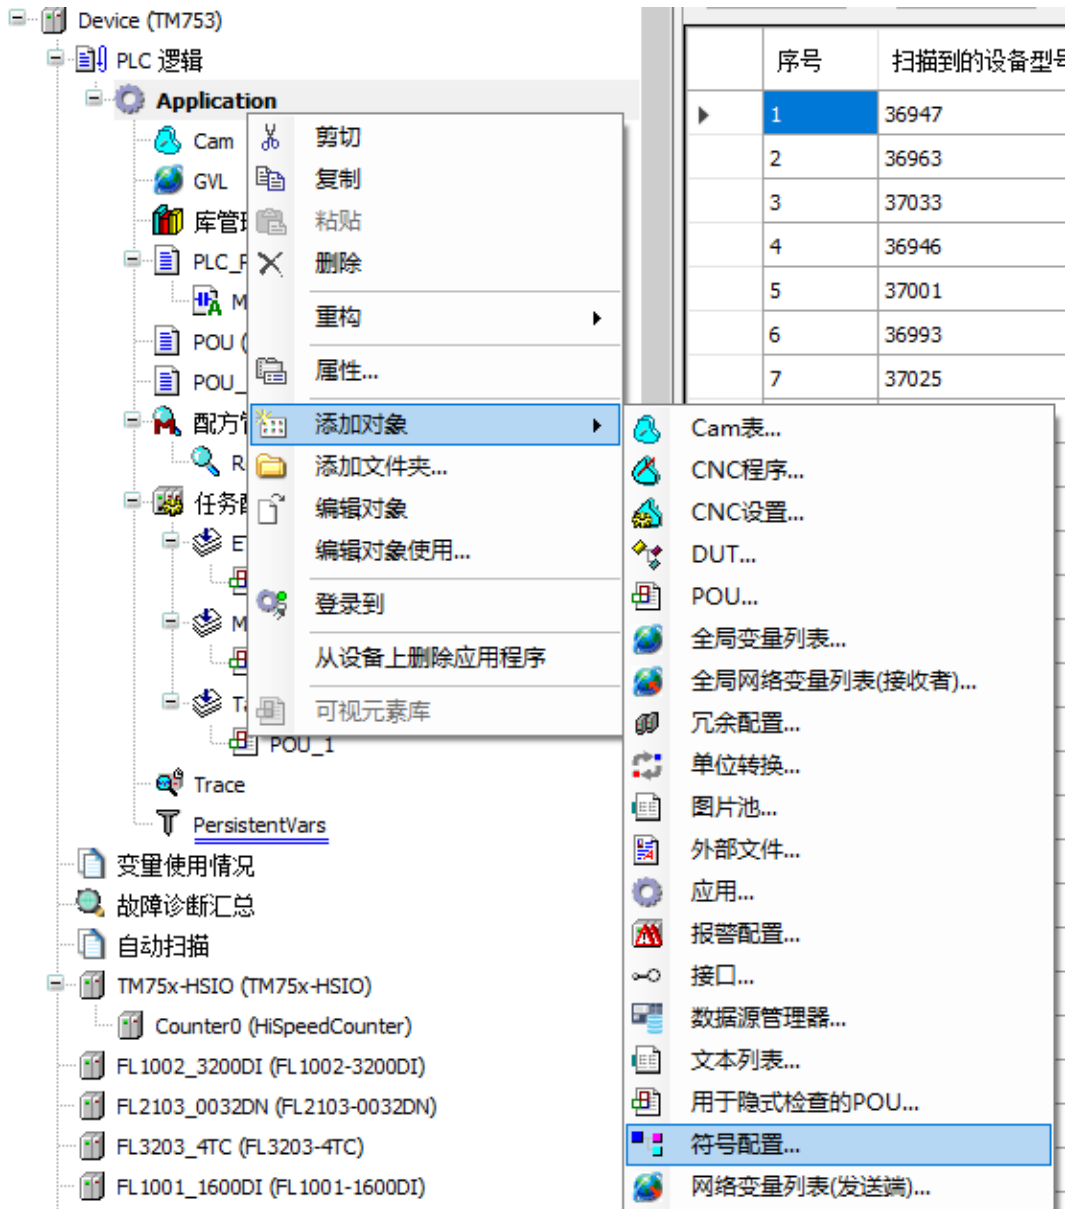 Device (TM753)
PLC 逻辑
Application
Cam
GVL
库管
PLC_
POU (
POU_
配方
任务
POU_1
Trace
PersistentVars
变量使用情况
故障诊断汇总
自动扫描
TM75x-HSIO (TM75x-HSIO)
Counter0 (HiSpeedCounter)
FL1002_3200DI (FL1002-3200DI)
FL2103_0032DN (FL2103-0032DN)
FL3203_4TC (FL3203-4TC)
FL1001_1600DI (FL1001-1600DI)
剪切
复制
粘贴
删除
重构
属性...
添加对象
添加文件夹...
编辑对象
编辑对象使用...
登录到
从设备上删除应用程序
可视元素库
序号 扫描到的设备型号
1 36947
2 36963
3 37033
4 36946
5 37001
6 36993
7 37025
Cam表...
CNC程序...
CNC设置...
DUT...
POU...
全局变量列表...
全局网络变量列表(接收者)...
冗余配置...
单位转换...
图片池...
外部文件...
应用...
报警配置...
接口...
数据源管理器...
文本列表...
用于隐式检查的POU...
符号配置...
网络变量列表(发送端)...